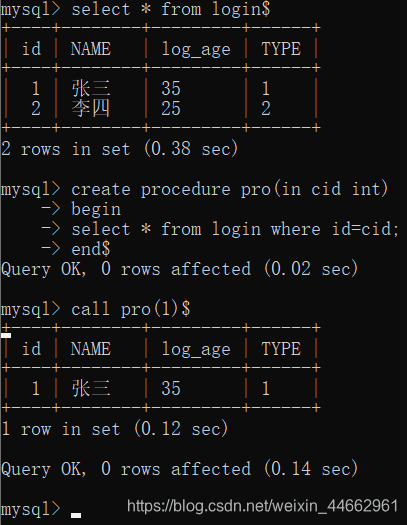 mysql> select * from login$
+----+--------+---------+------+
| id | NAME   | log_age | TYPE |
+----+--------+---------+------+
|  1 | 张三   | 35      | 1    |
|  2 | 李四   | 25      | 2    |
+----+--------+---------+------+
2 rows in set (0.38 sec)
mysql> create procedure pro(in cid int)
    -> begin
    -> select * from login where id=cid;
    -> end$
Query OK, 0 rows affected (0.02 sec)
mysql> call pro(1)$
+----+--------+---------+------+
| id | NAME   | log_age | TYPE |
+----+--------+---------+------+
|  1 | 张三   | 35      | 1    |
+----+--------+---------+------+
1 row in set (0.12 sec)
Query OK, 0 rows affected (0.14 sec)
mysql>
https://blog.csdn.net/weixin_44662961